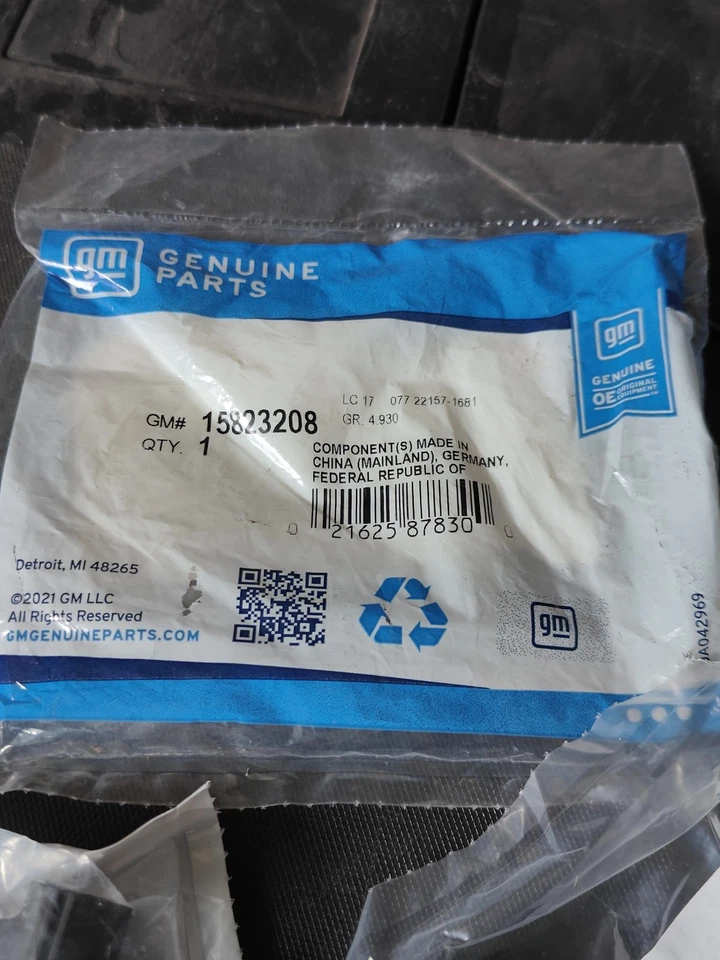 gm GENUINE
PARTS
gm
GENUINE
OE ORIGINAL
EQUIPMENT™
LC 17 077 22157-1681
GM# 15823208 GR. 4.930
QTY. 1
COMPONENT(S) MADE IN
CHINA (MAINLAND), GERMANY,
FEDERAL REPUBLIC OF
0 21625 87830 0
Detroit, MI 48265
©2021 GM LLC
All Rights Reserved
GMGENUINEPARTS.COM
gm